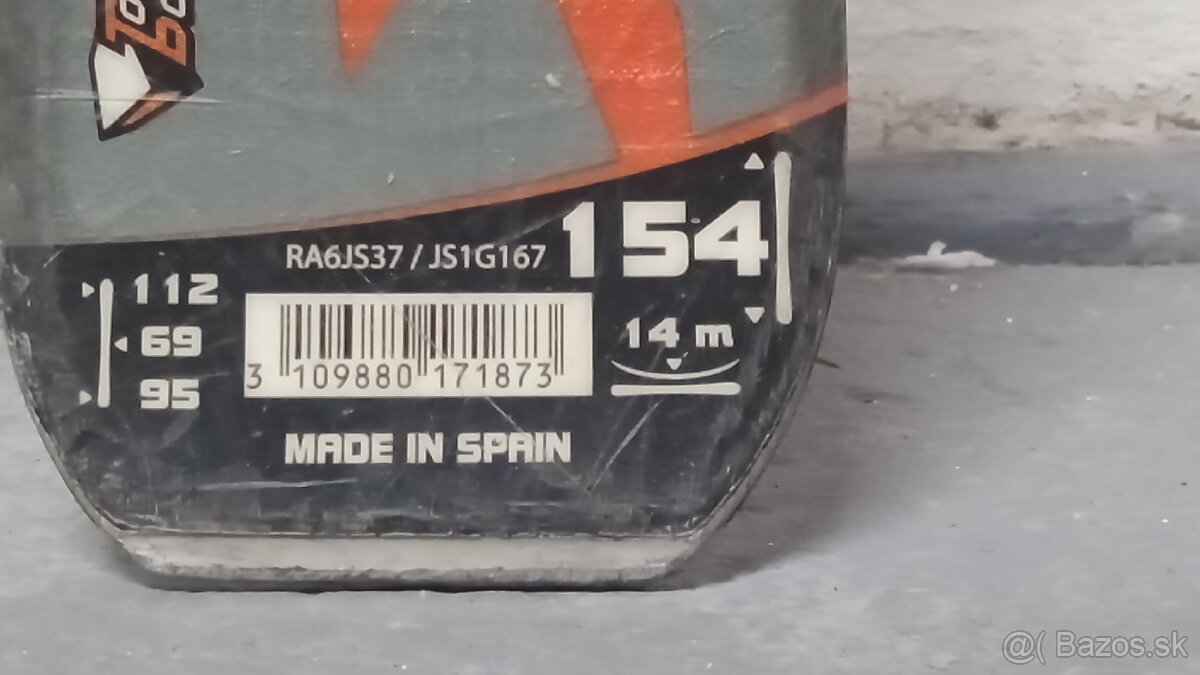 RA6JS37 / JS1G167
154
112
69
95
14 m
3 109880 171873
MADE IN SPAIN
@( Bazos.sk